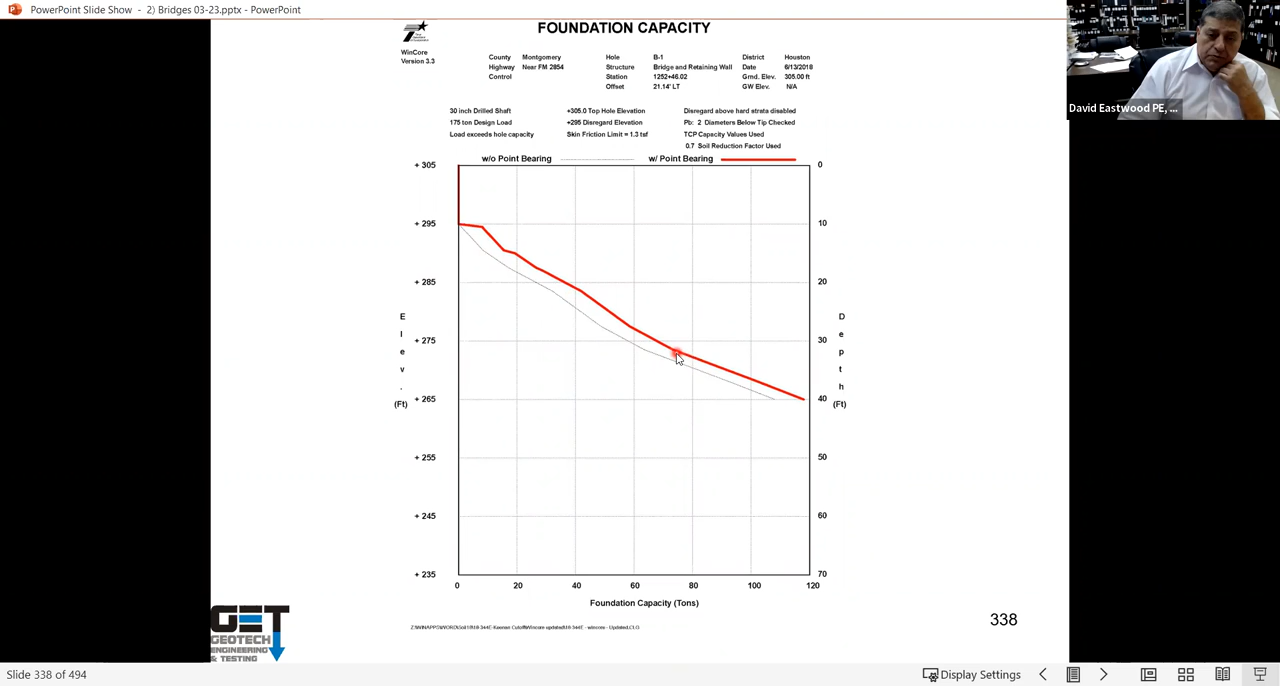 PowerPoint Slide Show - 2) Bridges 03-23.pptx - PowerPoint
David Eastwood PE, ...
FOUNDATION CAPACITY
WinCore
Version 3.3
County Montgomery Hole B-1 District Houston
Highway Near FM 2854 Structure Bridge and Retaining Wall Date 6/13/2018
Control Station 1252+46.02 Grnd. Elev. 305.00 ft
Offset 21.14' LT GW Elev. N/A
30 inch Drilled Shaft +305.0 Top Hole Elevation Disregard above hard strata disabled
175 ton Design Load +295 Disregard Elevation Pb: 2 Diameters Below Tip Checked
Load exceeds hole capacity Skin Friction Limit = 1.3 tsf TCP Capacity Values Used
0.7 Soil Reduction Factor Used
w/o Point Bearing w/ Point Bearing
+ 305 0
+ 295 10
+ 285 20
+ 275 30
+ 265 40
+ 255 50
+ 245 60
+ 235 70
Elev. (Ft)
Depth (Ft)
0 20 40 60 80 100 120
Foundation Capacity (Tons)
GET
GEOTECH
ENGINEERING
& TESTING
338
Slide 338 of 494
Display Settings